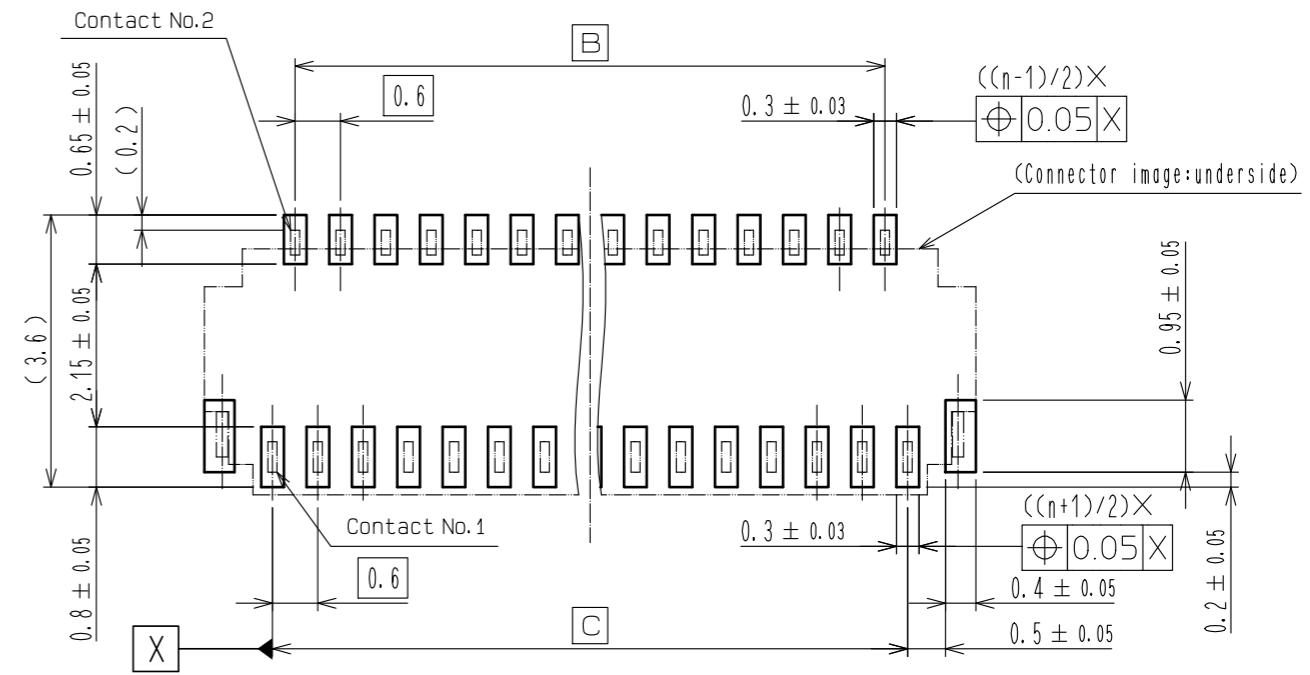 Contact No.2
B
0.6
0.3 ± 0.03
((n-1)/2)X
⌖ 0.05 X
(Connector image:underside)
0.65 ± 0.05
(0.2)
(3.6)
2.15 ± 0.05
0.95 ± 0.05
Contact No.1
0.3 ± 0.03
((n+1)/2)X
⌖ 0.05 X
0.6
0.8 ± 0.05
0.4 ± 0.05
0.2 ± 0.05
X
C
0.5 ± 0.05